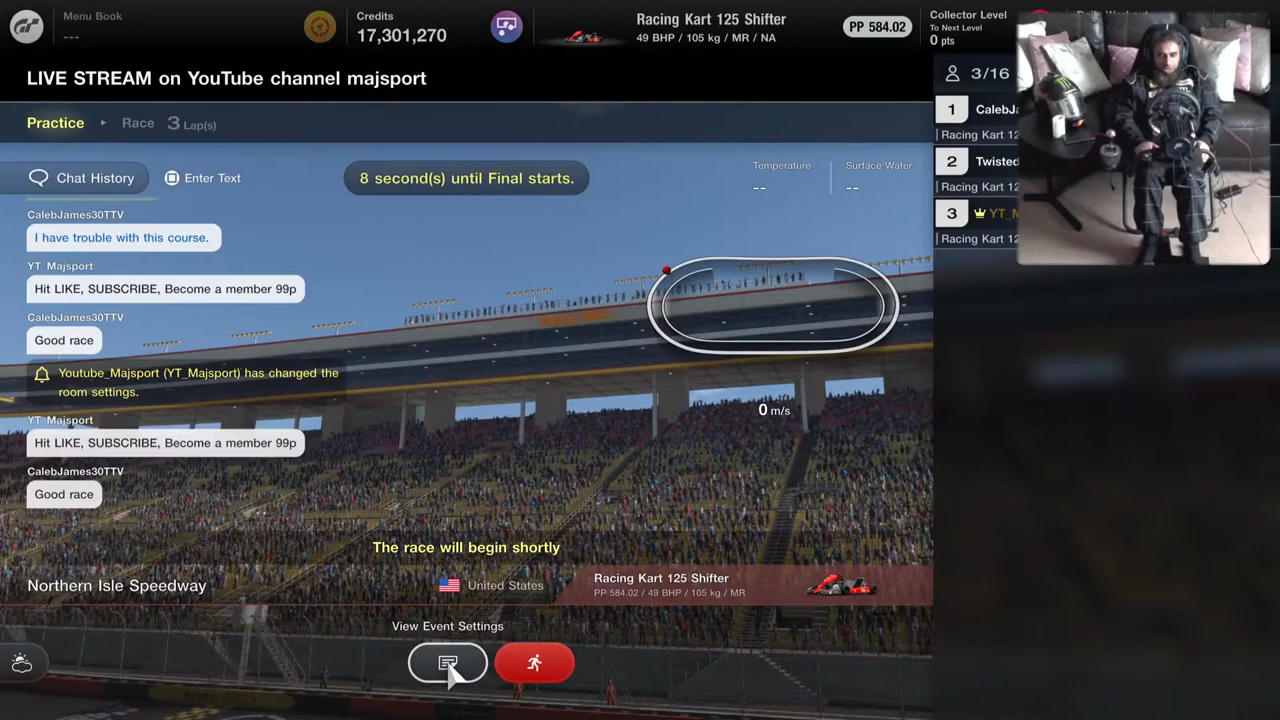 Menu Book
---
Credits
17,301,270
Racing Kart 125 Shifter
49 BHP / 105 kg / MR / NA
PP 584.02
Collector Level
To Next Level
0 pts
LIVE STREAM on YouTube channel majsport
3/16
Practice
Race 3 Lap(s)
1 CalebJa
Racing Kart 12
2 Twisted
Racing Kart 12
3 YT_M
Racing Kart 12
Chat History
Enter Text
8 second(s) until Final starts.
Temperature
--
Surface Water
--
CalebJames30TTV
I have trouble with this course.
YT_Majsport
Hit LIKE, SUBSCRIBE, Become a member 99p
CalebJames30TTV
Good race
Youtube_Majsport (YT_Majsport) has changed the
room settings.
YT_Majsport
Hit LIKE, SUBSCRIBE, Become a member 99p
CalebJames30TTV
Good race
0 m/s
The race will begin shortly
Northern Isle Speedway
United States
Racing Kart 125 Shifter
PP 584.02 / 49 BHP / 105 kg / MR
View Event Settings